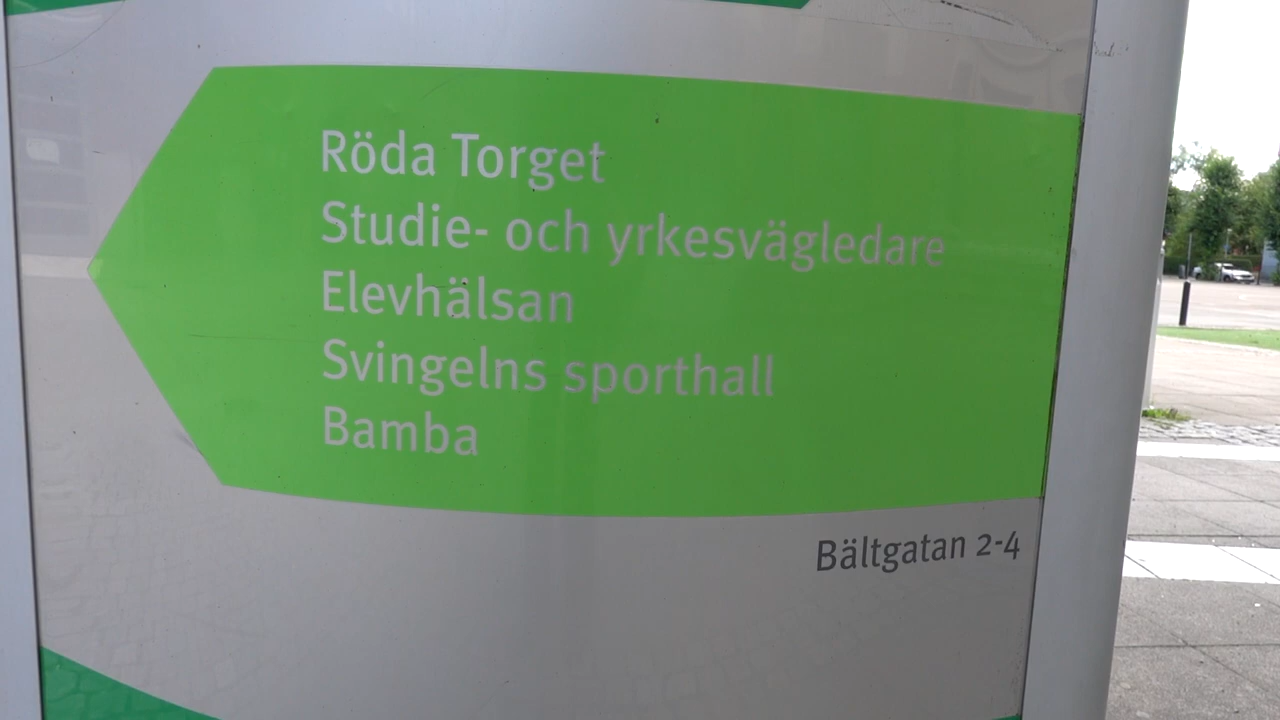 Röda Torget
Studie- och yrkesvägledare
Elevhälsan
Svingelns sporthall
Bamba
Bältgatan 2-4